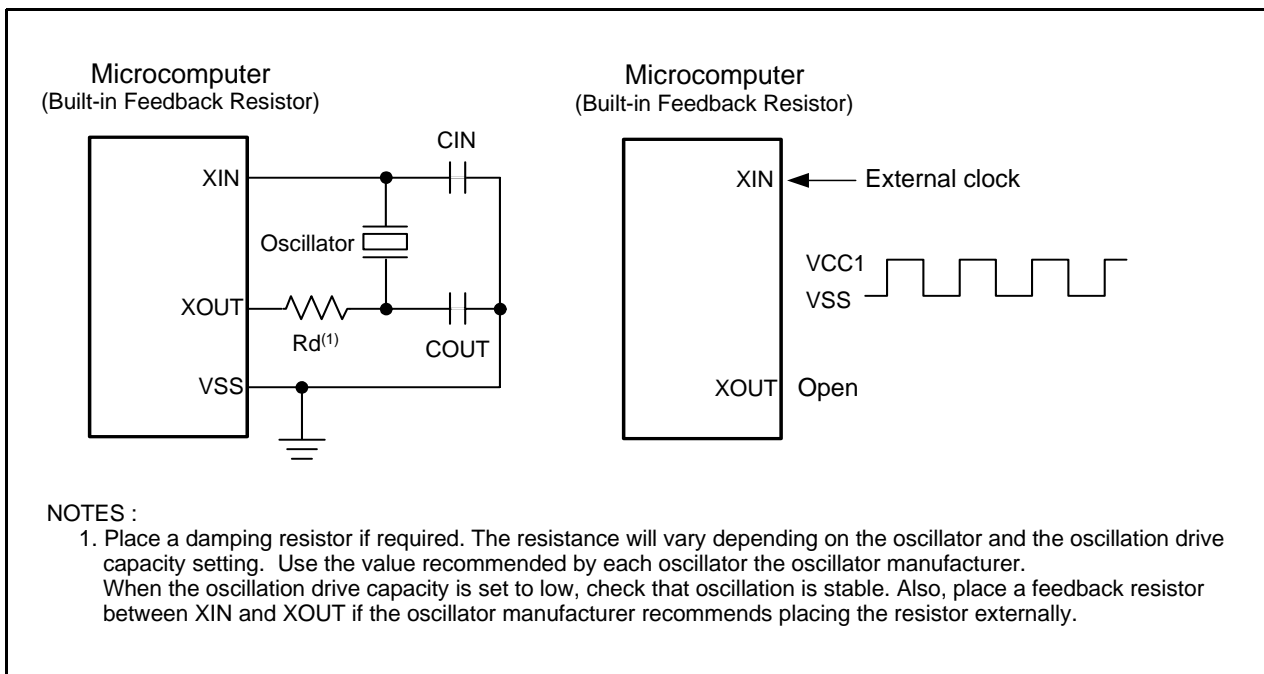 Microcomputer
(Built-in Feedback Resistor)
CIN
XIN
Oscillator
XOUT
Rd(1)
COUT
VSS
Microcomputer
(Built-in Feedback Resistor)
XIN
External clock
VCC1
VSS
XOUT
Open
NOTES :
1. Place a damping resistor if required. The resistance will vary depending on the oscillator and the oscillation drive
capacity setting.  Use the value recommended by each oscillator the oscillator manufacturer.
When the oscillation drive capacity is set to low, check that oscillation is stable. Also, place a feedback resistor
between XIN and XOUT if the oscillator manufacturer recommends placing the resistor externally.